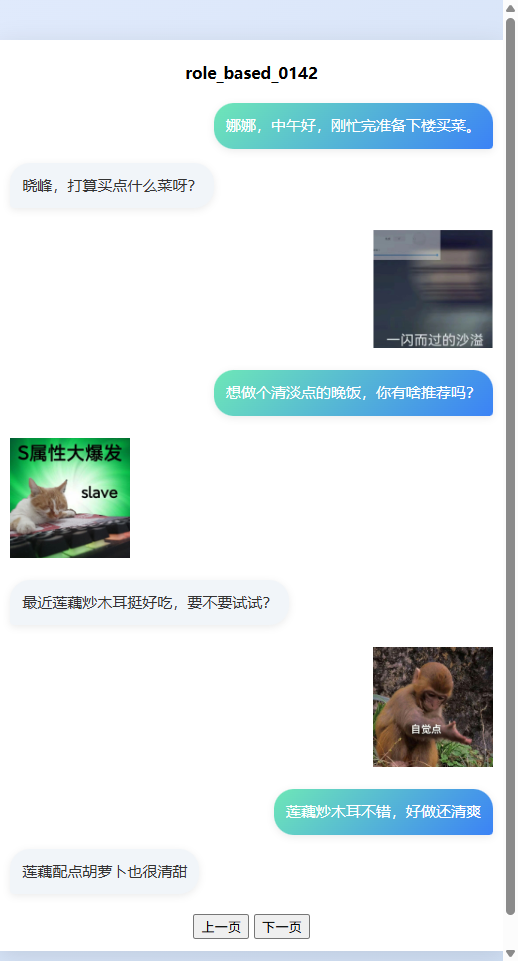 role_based_0142
娜娜，中午好，刚忙完准备下楼买菜。
晓峰，打算买点什么菜呀？
一闪而过的沙溢
想做个清淡点的晚饭，你有啥推荐吗？
S属性大爆发
slave
最近莲藕炒木耳挺好吃，要不要试试？
自觉点
莲藕炒木耳不错，好做还清爽
莲藕配点胡萝卜也很清甜
上一页 下一页